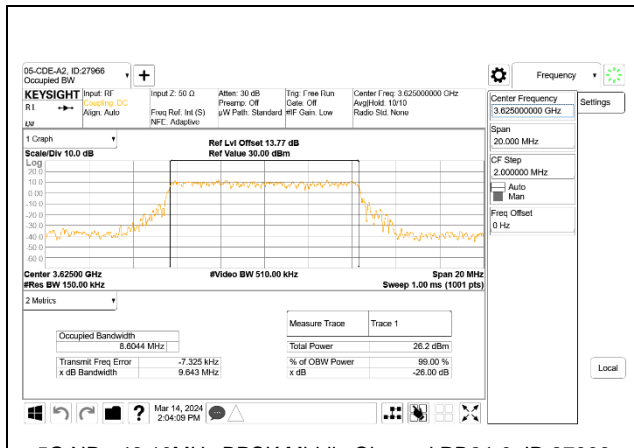 05-CDE-A2, ID:27966
Occupied BW
Frequency
KEYSIGHT Input: RF Input Z: 50 Ω Atten: 30 dB Trig: Free Run Center Freq: 3.625000000 GHz
Coupling: DC Preamp: Off Gate: Off Avg|Hold: 10/10
Align: Auto Freq Ref: Int (S) µW Path: Standard #IF Gain: Low Radio Std: None
NFE: Adaptive
Center Frequency
3.625000000 GHz
Settings
Span
20.000 MHz
CF Step
2.000000 MHz
Auto
Man
Freq Offset
0 Hz
1 Graph
Ref Lvl Offset 13.77 dB
Scale/Div 10.0 dB Ref Value 30.00 dBm
Log
20.0
10.0
0.00
-10.0
-20.0
-30.0
-40.0
-50.0
-60.0
Center 3.62500 GHz #Video BW 510.00 kHz Span 20 MHz
#Res BW 150.00 kHz Sweep 1.00 ms (1001 pts)
2 Metrics
Measure Trace Trace 1
Occupied Bandwidth
8.6044 MHz Total Power 26.2 dBm
Transmit Freq Error -7.325 kHz % of OBW Power 99.00 %
x dB Bandwidth 9.643 MHz x dB -26.00 dB
Local
Mar 14, 2024
2:04:09 PM